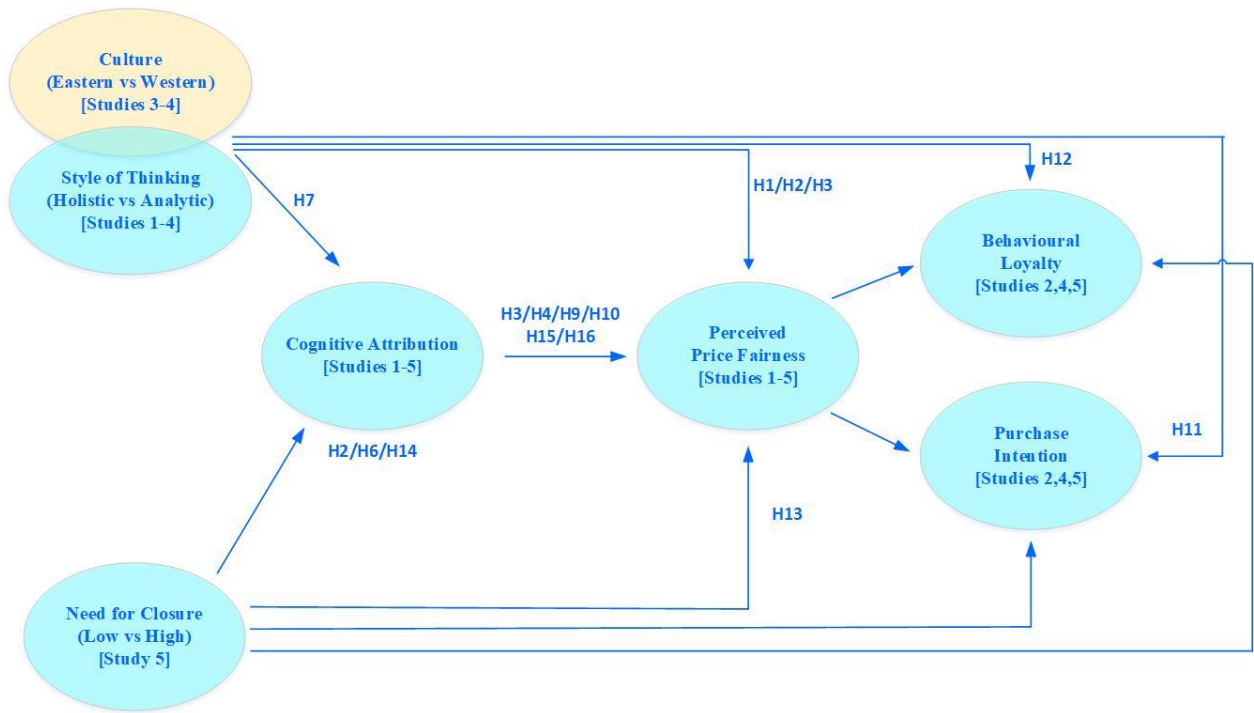 Culture
(Eastern vs Western)
[Studies 3-4]
Style of Thinking
(Holistic vs Analytic)
[Studies 1-4]
H7
H1/H2/H3
H12
Behavioural
Loyalty
[Studies 2,4,5]
Cognitive Attribution
[Studies 1-5]
H3/H4/H9/H10
H15/H16
Perceived
Price Fairness
[Studies 1-5]
Purchase
Intention
[Studies 2,4,5]
H11
H2/H6/H14
H13
Need for Closure
(Low vs High)
[Study 5]